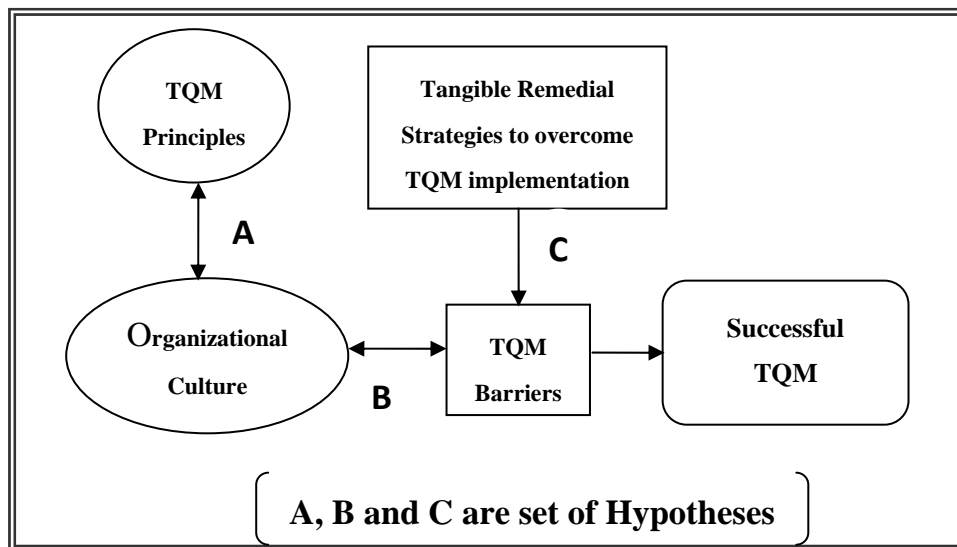 TQM
Principles
Tangible Remedial
Strategies to overcome
TQM implementation
A
C
Organizational
Culture
B
TQM
Barriers
Successful
TQM
A, B and C are set of Hypotheses